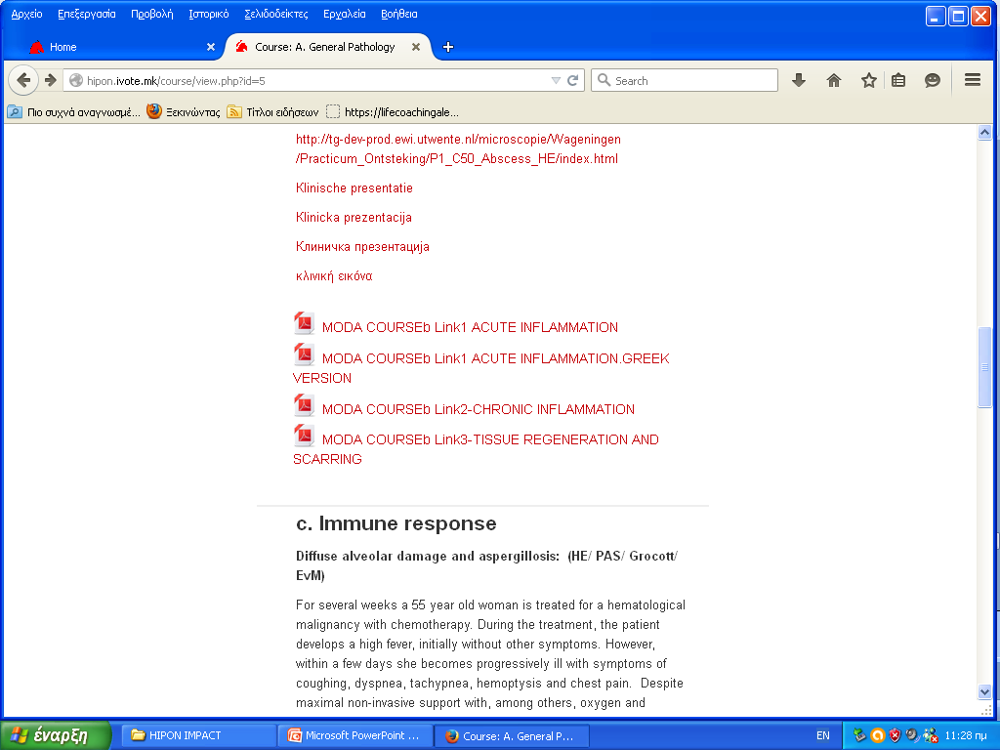 Αρχείο Επεξεργασία Προβολή Ιστορικό Σελιδοδείκτες Εργαλεία Βοήθεια
Home Course: A. General Pathology
hipon.ivote.mk/course/view.php?id=5 Search
Πιο συχνά αναγνωσμέ... Ξεκινώντας Τίτλοι ειδήσεων https://lifecoachingale...
http://tg-dev-prod.ewi.utwente.nl/microscopie/Wageningen
/Practicum_Ontsteking/P1_C50_Abscess_HE/index.html
Klinische presentatie
Klinicka prezentacija
Клиничка презентација
κλινική εικόνα
MODA COURSEb Link1 ACUTE INFLAMMATION
MODA COURSEb Link1 ACUTE INFLAMMATION.GREEK
VERSION
MODA COURSEb Link2-CHRONIC INFLAMMATION
MODA COURSEb Link3-TISSUE REGENERATION AND
SCARRING
c. Immune response
Diffuse alveolar damage and aspergillosis: (HE/ PAS/ Grocott/
EvM)
For several weeks a 55 year old woman is treated for a hematological
malignancy with chemotherapy. During the treatment, the patient
develops a high fever, initially without other symptoms. However,
within a few days she becomes progressively ill with symptoms of
coughing, dyspnea, tachypnea, hemoptysis and chest pain. Despite
maximal non-invasive support with, among others, oxygen and
έναρξη HIPON IMPACT Microsoft PowerPoint ... Course: A. General P... EN 11:28 πμ